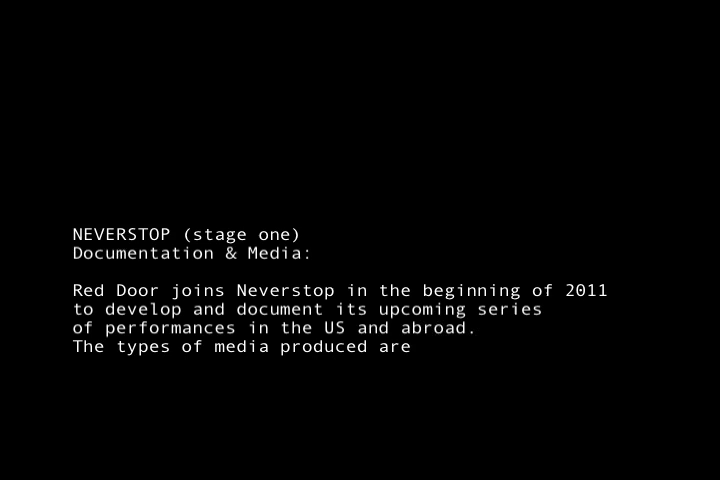 NEVERSTOP (stage one)
Documentation & Media:
Red Door joins Neverstop in the beginning of 2011
to develop and document its upcoming series
of performances in the US and abroad.
The types of media produced are